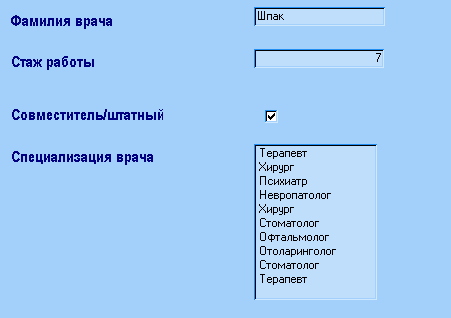 Фамилия врача
Шпак
Стаж работы
7
Совместитель/штатный
Специализация врача
Терапевт
Хирург
Психиатр
Невропатолог
Хирург
Стоматолог
Офтальмолог
Отоларинголог
Стоматолог
Терапевт